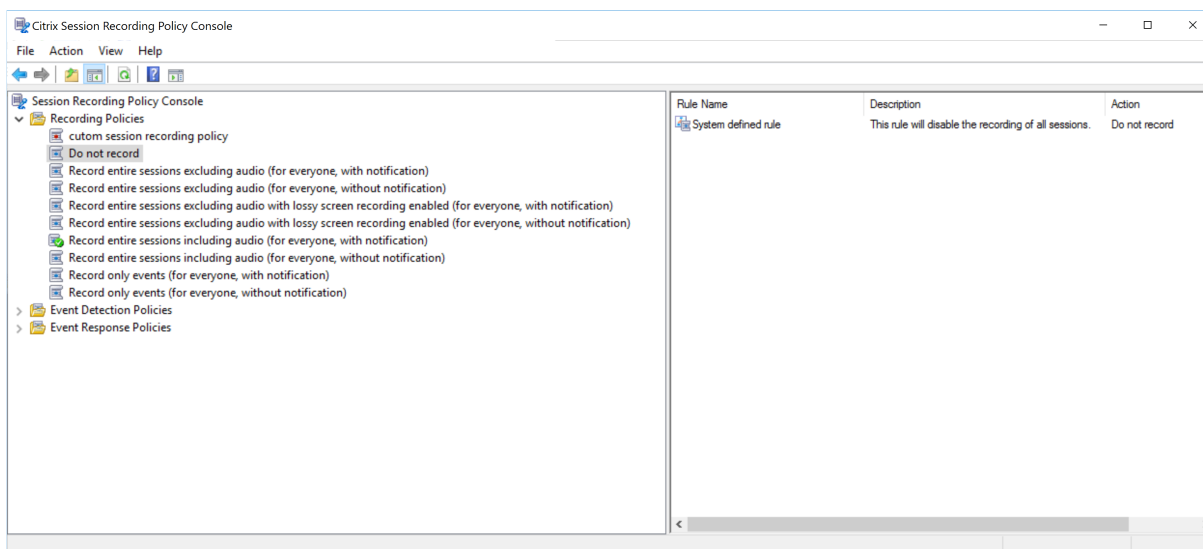 Citrix Session Recording Policy Console
File Action View Help
Session Recording Policy Console
Recording Policies
cutom session recording policy
Do not record
Record entire sessions excluding audio (for everyone, with notification)
Record entire sessions excluding audio (for everyone, without notification)
Record entire sessions excluding audio with lossy screen recording enabled (for everyone, with notification)
Record entire sessions excluding audio with lossy screen recording enabled (for everyone, without notification)
Record entire sessions including audio (for everyone, with notification)
Record entire sessions including audio (for everyone, without notification)
Record only events (for everyone, with notification)
Record only events (for everyone, without notification)
Event Detection Policies
Event Response Policies
Rule Name Description Action
System defined rule This rule will disable the recording of all sessions. Do not record